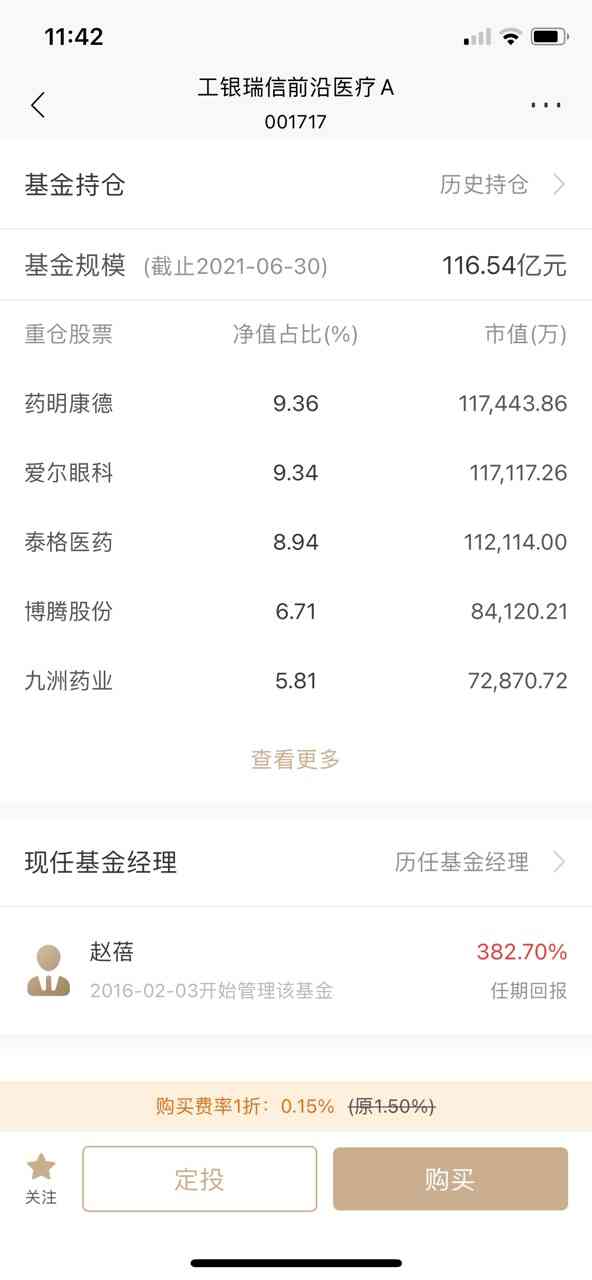 11:42
工银瑞信前沿医疗A
001717
基金持仓 历史持仓
基金规模 (截止2021-06-30) 116.54亿元
重仓股票 净值占比(%) 市值(万)
药明康德 9.36 117,443.86
爱尔眼科 9.34 117,117.26
泰格医药 8.94 112,114.00
博腾股份 6.71 84,120.21
九洲药业 5.81 72,870.72
查看更多
现任基金经理 历任基金经理
赵蓓 382.70%
2016-02-03开始管理该基金 任期回报
购买费率1折：0.15% (原1.50%)
关注 定投 购买